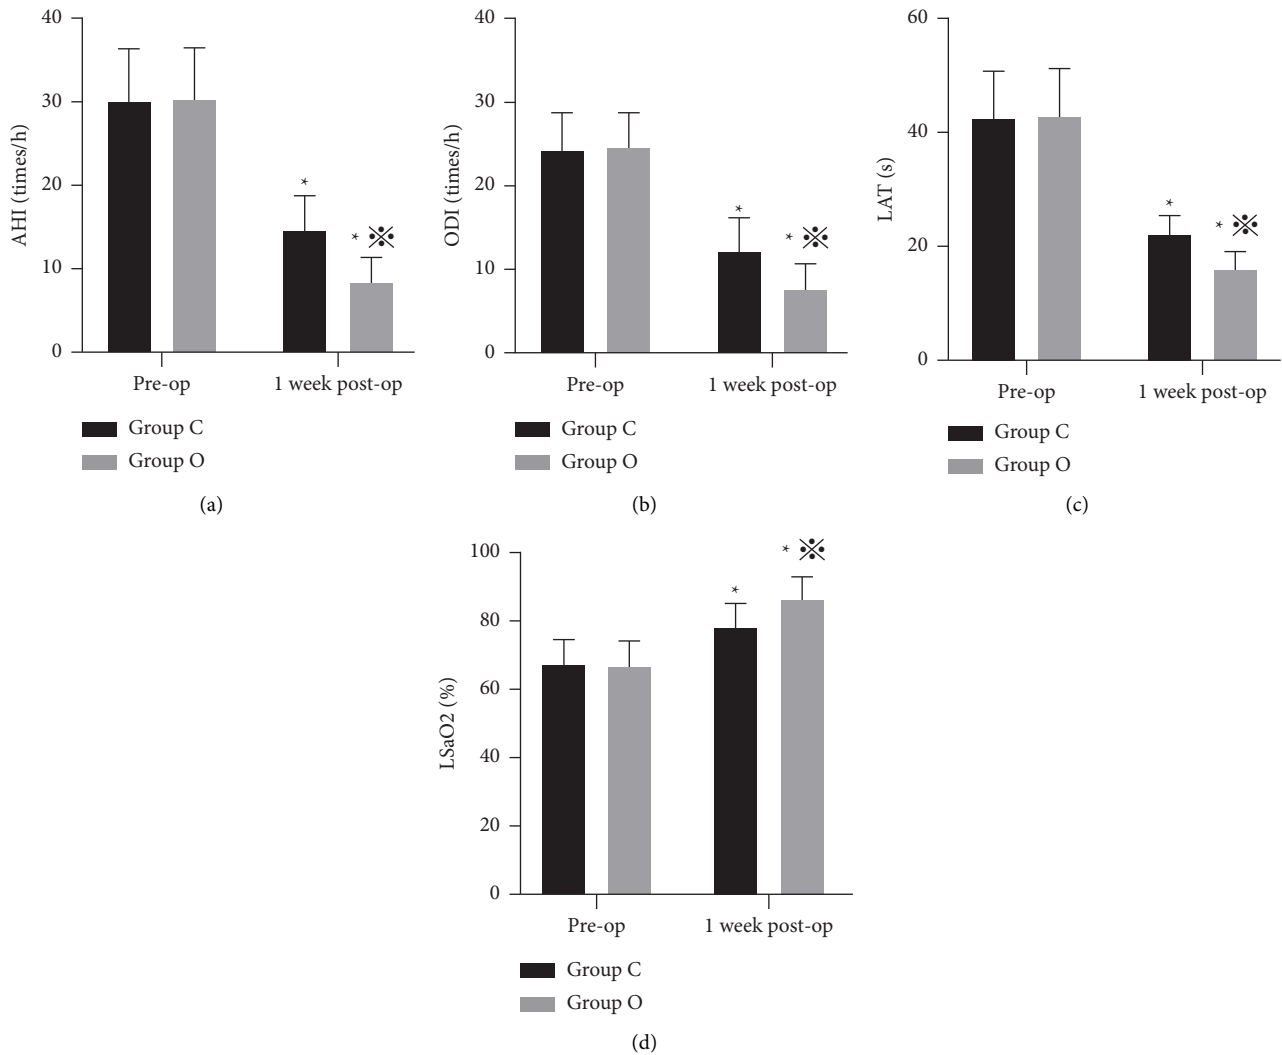 AHI (times/h)
40
30
20
10
0
*
* ※
Pre-op
1 week post-op
Group C
Group O
(a)
ODI (times/h)
40
30
20
10
0
*
* ※
Pre-op
1 week post-op
Group C
Group O
(b)
LAT (s)
60
40
20
0
*
* ※
Pre-op
1 week post-op
Group C
Group O
(c)
LSaO2 (%)
100
80
60
40
20
0
*
* ※
Pre-op
1 week post-op
Group C
Group O
(d)